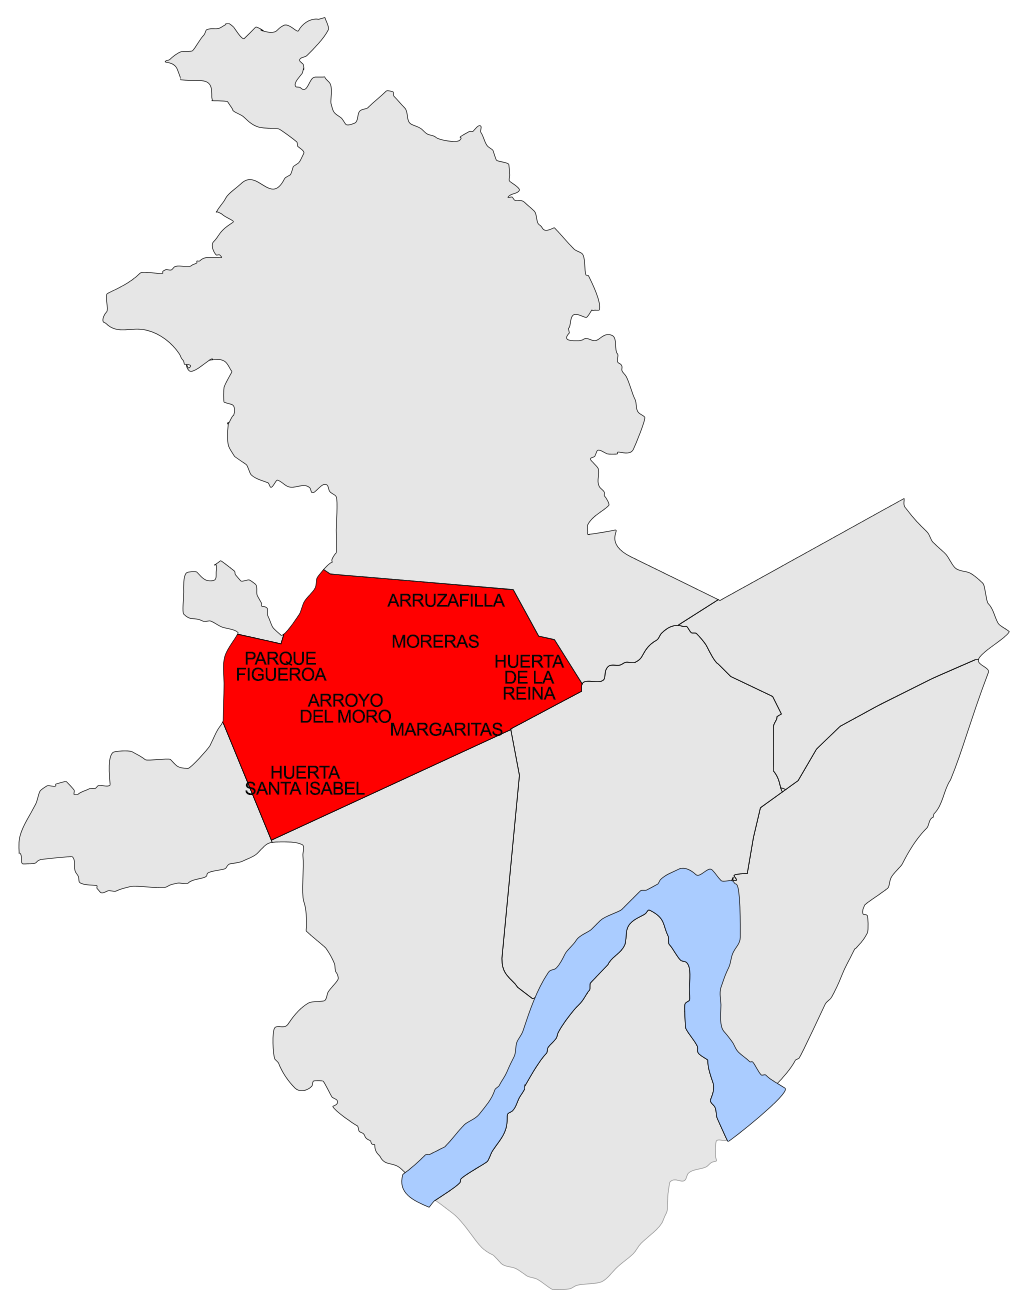 ARRUZAFILLA
MORERAS
PARQUE
FIGUEROA
HUERTA
DE LA
REINA
ARROYO
DEL MORO
MARGARITAS
HUERTA
SANTA ISABEL